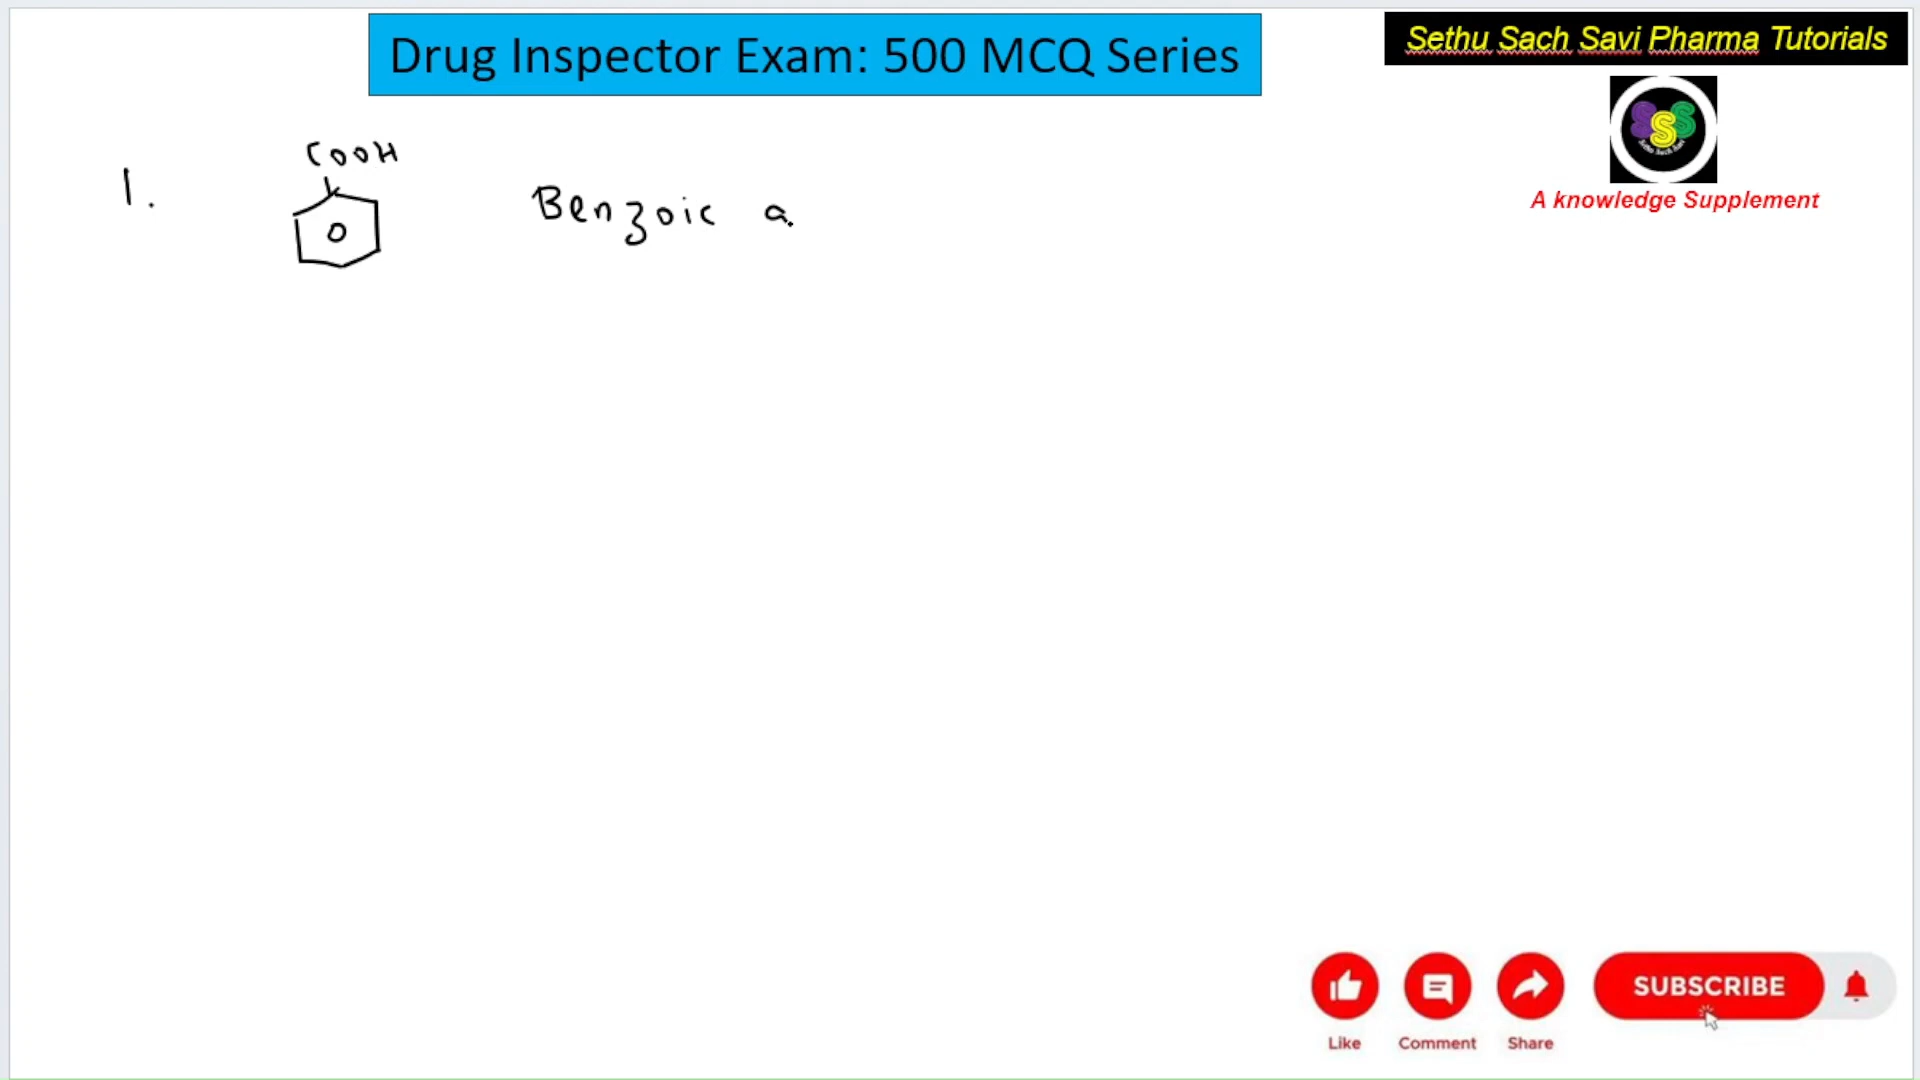 Drug Inspector Exam: 500 MCQ Series
Sethu Sach Savi Pharma Tutorials
SSS
A knowledge Supplement
COOH
1.
Benzoic a
SUBSCRIBE
Like Comment Share